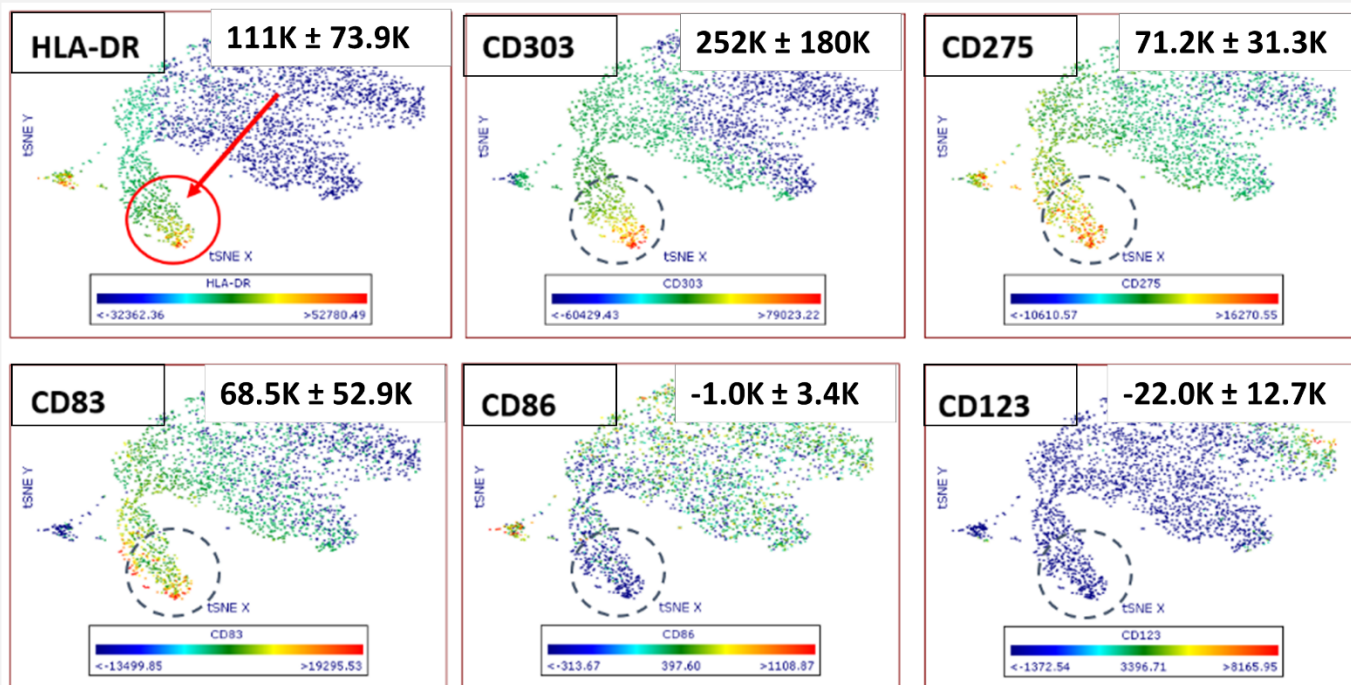 HLA-DR
111K ± 73.9K
tSNE Y
tSNE X
HLA-DR
<-32362.36 >52780.49
CD303
252K ± 180K
tSNE Y
tSNE X
CD303
<-60429.43 >79023.22
CD275
71.2K ± 31.3K
tSNE Y
tSNE X
CD275
<-10610.57 >16270.55
CD83
68.5K ± 52.9K
tSNE Y
tSNE X
CD83
<-13499.85 >19295.53
CD86
-1.0K ± 3.4K
tSNE Y
tSNE X
CD86
<-313.67 397.60 >1108.87
CD123
-22.0K ± 12.7K
tSNE Y
tSNE X
CD123
<-1372.54 3396.71 >8165.95